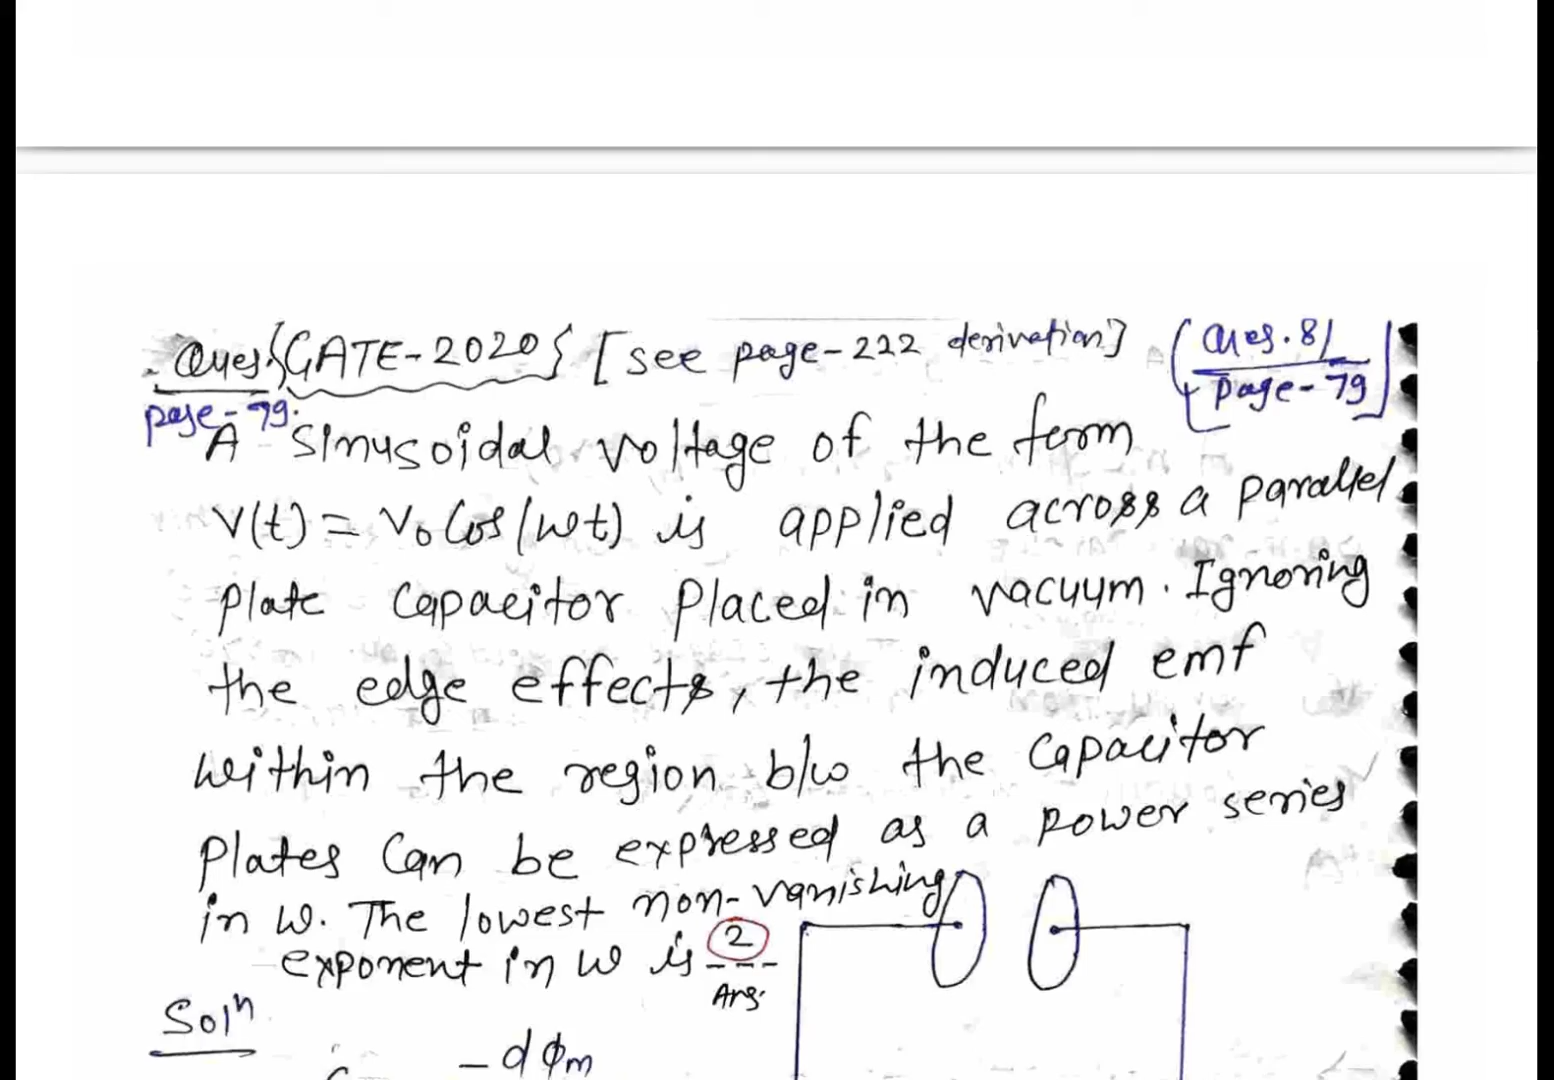 Ques. {GATE-2020} [see page-222 derivation] (Ques. 8/
page-79. page-79]
A sinusoidal voltage of the form
V(t) = V₀ Cos(wt) is applied across a parallel
plate capacitor placed in vacuum. Ignoring
the edge effects, the induced emf
within the region b/w the capacitor
plates can be expressed as a power series
in w. The lowest non-vanishing
exponent in w is 2
Ans.
Solⁿ
- dφm